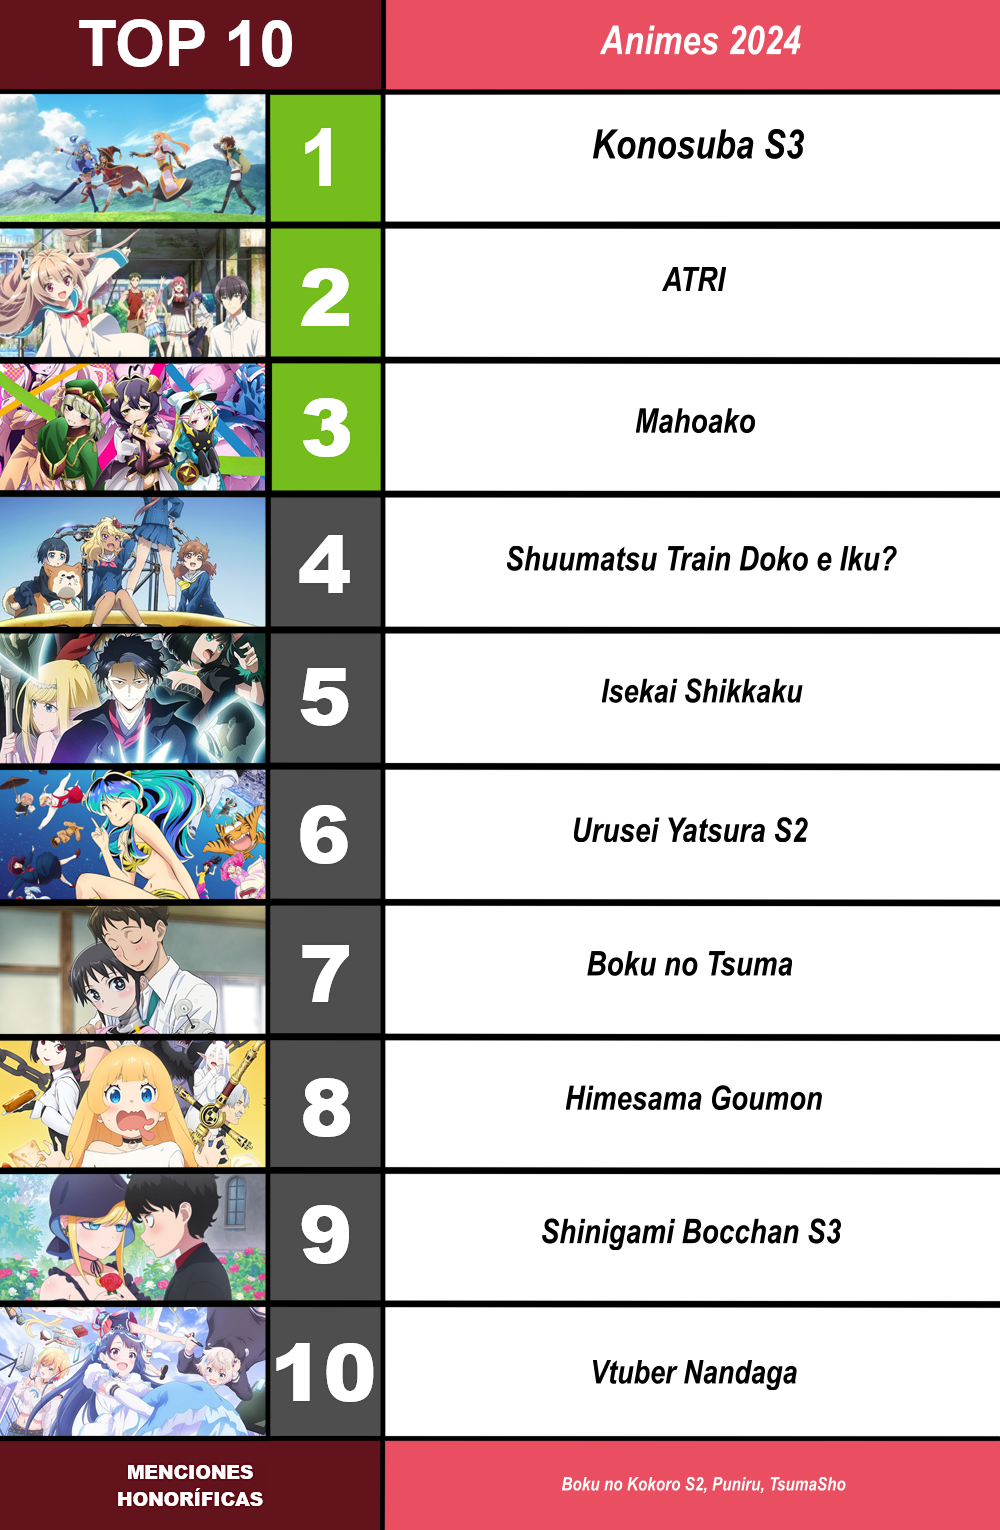 TOP 10
Animes 2024
1
Konosuba S3
2
ATRI
3
Mahoako
4
Shuumatsu Train Doko e Iku?
5
Isekai Shikkaku
6
Urusei Yatsura S2
7
Boku no Tsuma
8
Himesama Goumon
9
Shinigami Bocchan S3
10
Vtuber Nandaga
MENCIONES
HONORÍFICAS
Boku no Kokoro S2, Puniru, TsumaSho